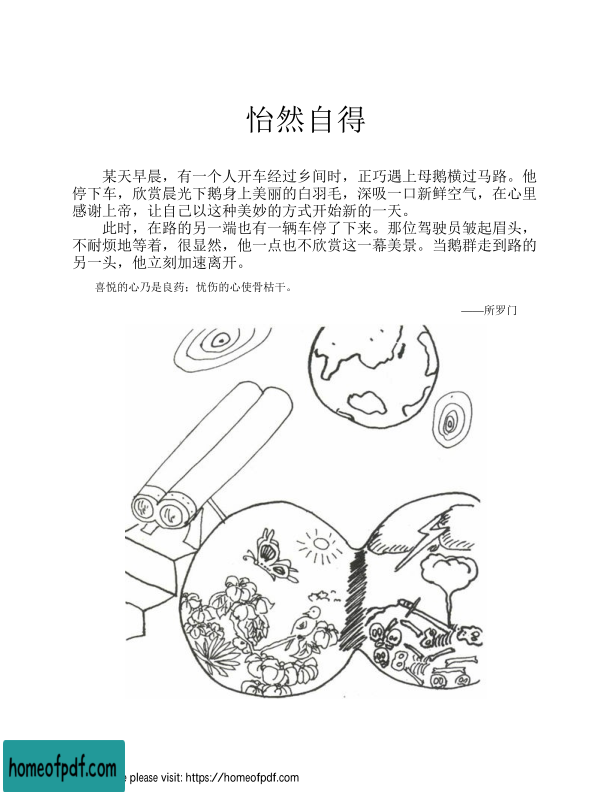 怡然自得
某天早晨，有一个人开车经过乡间时，正巧遇上母鹅横过马路。他
停下车，欣赏晨光下鹅身上美丽的白羽毛，深吸一口新鲜空气，在心里
感谢上帝，让自己以这种美妙的方式开始新的一天。
此时，在路的另一端也有一辆车停了下来。那位驾驶员皱起眉头，
不耐烦地等着，很显然，他一点也不欣赏这一幕美景。当鹅群走到路的
另一头，他立刻加速离开。
喜悦的心乃是良药；忧伤的心使骨枯干。
——所罗门
homeofpdf.com
e please visit: https://homeofpdf.com